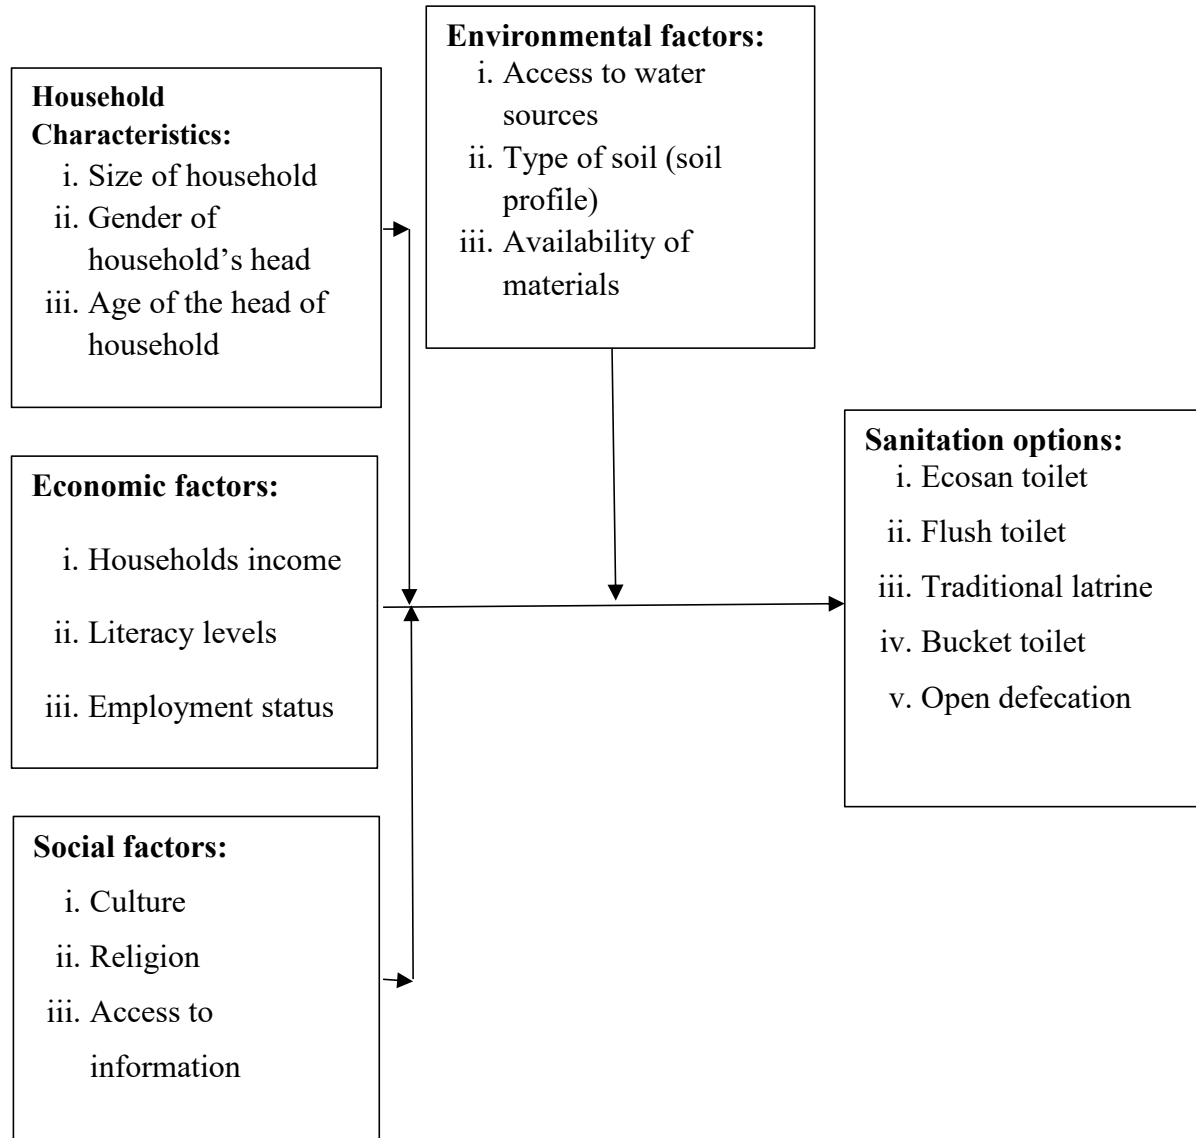 Environmental factors:
i. Access to water
sources
ii. Type of soil (soil
profile)
iii. Availability of
materials
Household
Characteristics:
i. Size of household
ii. Gender of
household’s head
iii. Age of the head of
household
Economic factors:
i. Households income
ii. Literacy levels
iii. Employment status
Sanitation options:
i. Ecosan toilet
ii. Flush toilet
iii. Traditional latrine
iv. Bucket toilet
v. Open defecation
Social factors:
i. Culture
ii. Religion
iii. Access to
information